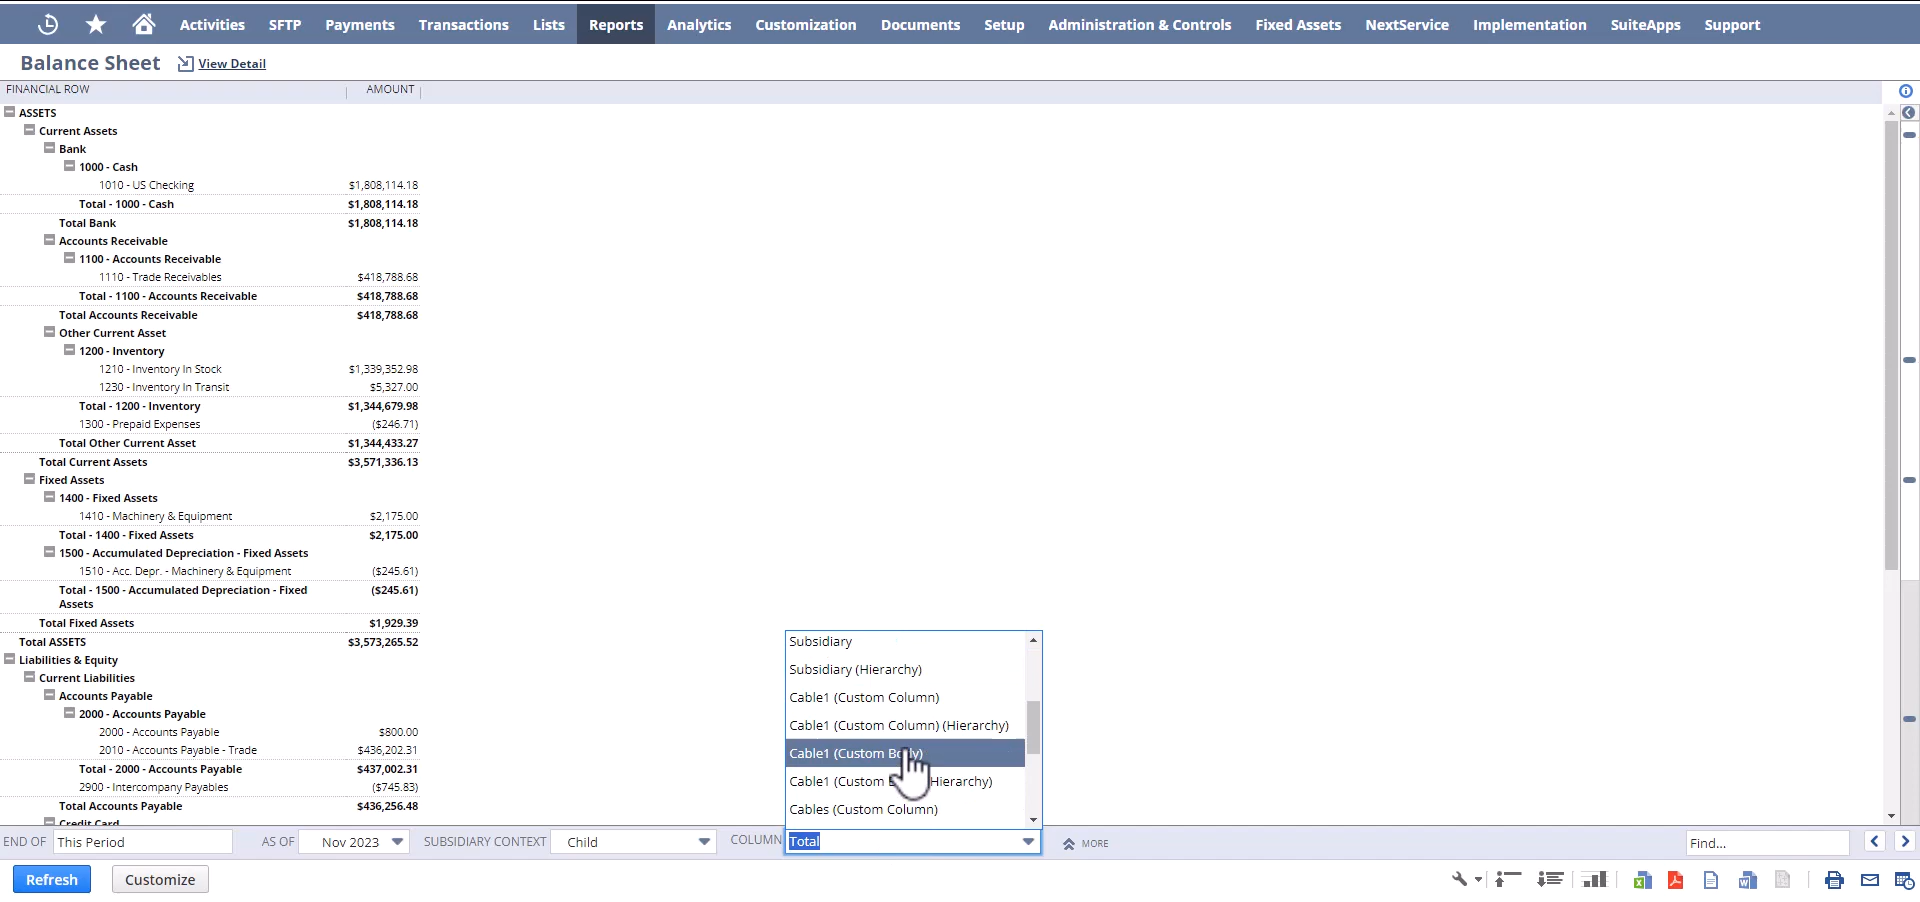 Activities SFTP Payments Transactions Lists Reports Analytics Customization Documents Setup Administration & Controls Fixed Assets NextService Implementation SuiteApps Support
Balance Sheet View Detail
FINANCIAL ROW AMOUNT
ASSETS
Current Assets
Bank
1000 - Cash
1010 - US Checking $1,808,114.18
Total - 1000 - Cash $1,808,114.18
Total Bank $1,808,114.18
Accounts Receivable
1100 - Accounts Receivable
1110 - Trade Receivables $418,788.68
Total - 1100 - Accounts Receivable $418,788.68
Total Accounts Receivable $418,788.68
Other Current Asset
1200 - Inventory
1210 - Inventory In Stock $1,339,352.98
1230 - Inventory In Transit $5,327.00
Total - 1200 - Inventory $1,344,679.98
1300 - Prepaid Expenses ($246.71)
Total Other Current Asset $1,344,433.27
Total Current Assets $3,571,336.13
Fixed Assets
1400 - Fixed Assets
1410 - Machinery & Equipment $2,175.00
Total - 1400 - Fixed Assets $2,175.00
1500 - Accumulated Depreciation - Fixed Assets
1510 - Acc. Depr. - Machinery & Equipment ($245.61)
Total - 1500 - Accumulated Depreciation - Fixed ($245.61)
Assets
Total Fixed Assets $1,929.39
Total ASSETS $3,573,265.52
Liabilities & Equity
Current Liabilities
Accounts Payable
2000 - Accounts Payable
2000 - Accounts Payable $800.00
2010 - Accounts Payable - Trade $436,202.31
Total - 2000 - Accounts Payable $437,002.31
2900 - Intercompany Payables ($745.83)
Total Accounts Payable $436,256.48
Credit Card
Subsidiary
Subsidiary (Hierarchy)
Cable1 (Custom Column)
Cable1 (Custom Column) (Hierarchy)
Cable1 (Custom Body)
Cable1 (Custom Hierarchy)
Cables (Custom Column)
END OF This Period AS OF Nov 2023 SUBSIDIARY CONTEXT Child COLUMN Total MORE Find...
Refresh Customize